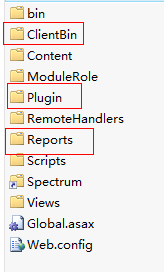 bin
ClientBin
Content
ModuleRole
Plugin
RemoteHandlers
Reports
Scripts
Spectrum
Views
Global.asax
Web.config